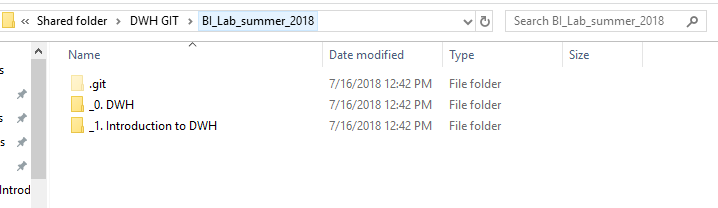 « Shared folder > DWH GIT > BI_Lab_summer_2018 Search BI_Lab_summer_2018
Name Date modified Type Size
.git 7/16/2018 12:42 PM File folder
_0. DWH 7/16/2018 12:42 PM File folder
_1. Introduction to DWH 7/16/2018 12:42 PM File folder
s
s
s
Introd